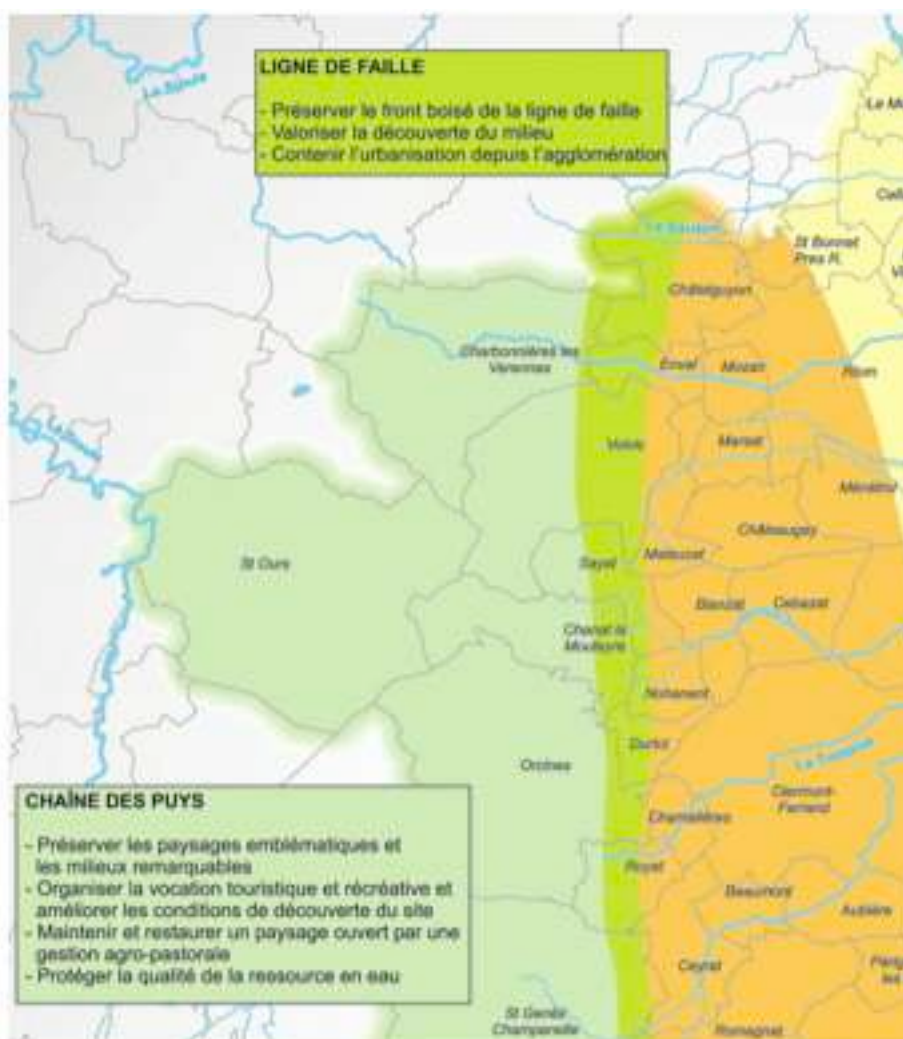 La Sioule
LIGNE DE FAILLE
- Préserver le front boisé de la ligne de faille
- Valoriser la découverte du milieu
- Contenir l'urbanisation depuis l'agglomération
St Bonnet
Pres R.
Châtelguyon
Charbonnières les
Varennes
Enval
Mozac
Riom
Volvic
Marsat
Ménétrol
Châteaugay
St Ours
Sayat
Malauzat
Blanzat
Cebazat
Chanat la
Mouteyre
Nohanent
Durtol
Orcines
Clermont-
Ferrand
Chamalières
Royat
Beaumont
Aubière
Ceyrat
Romagnat
St Genès
Champanelle
CHAÎNE DES PUYS
- Préserver les paysages emblématiques et
les milieux remarquables
- Organiser la vocation touristique et récréative et
améliorer les conditions de découverte du site
- Maintenir et restaurer un paysage ouvert par une
gestion agro-pastorale
- Protéger la qualité de la ressource en eau